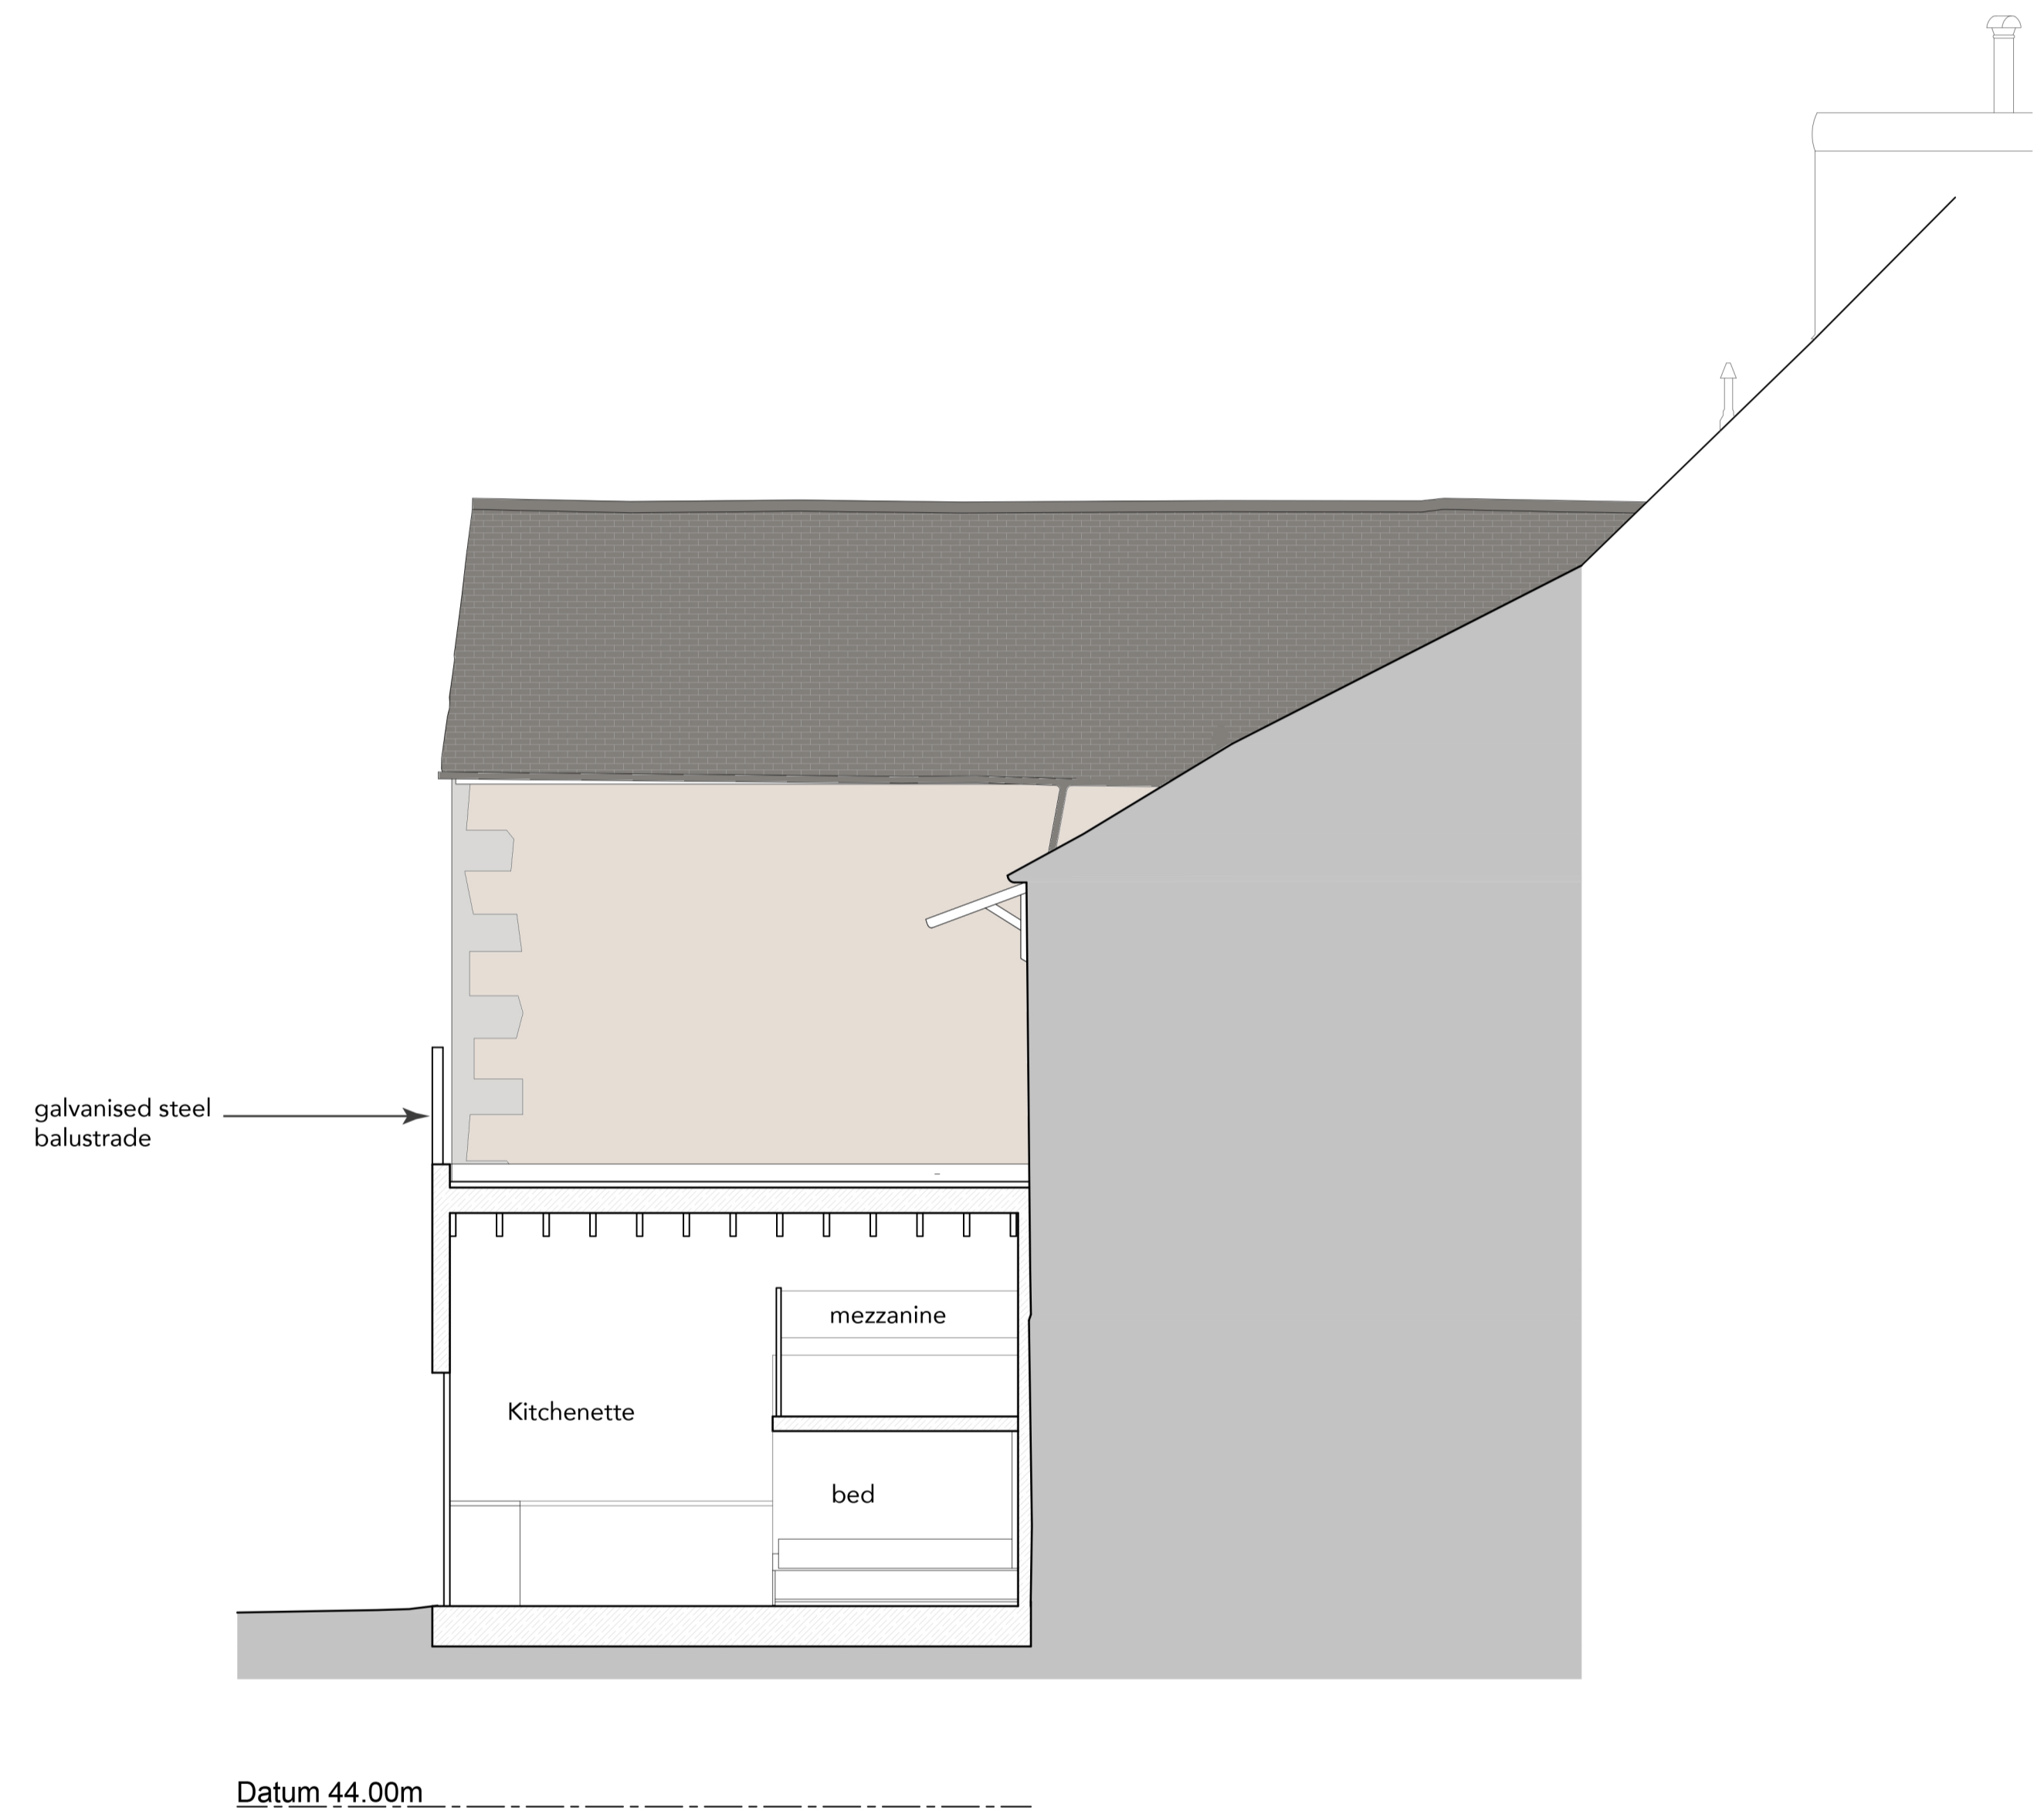 galvanised steel
balustrade
mezzanine
Kitchenette
bed
Datum 44.00m